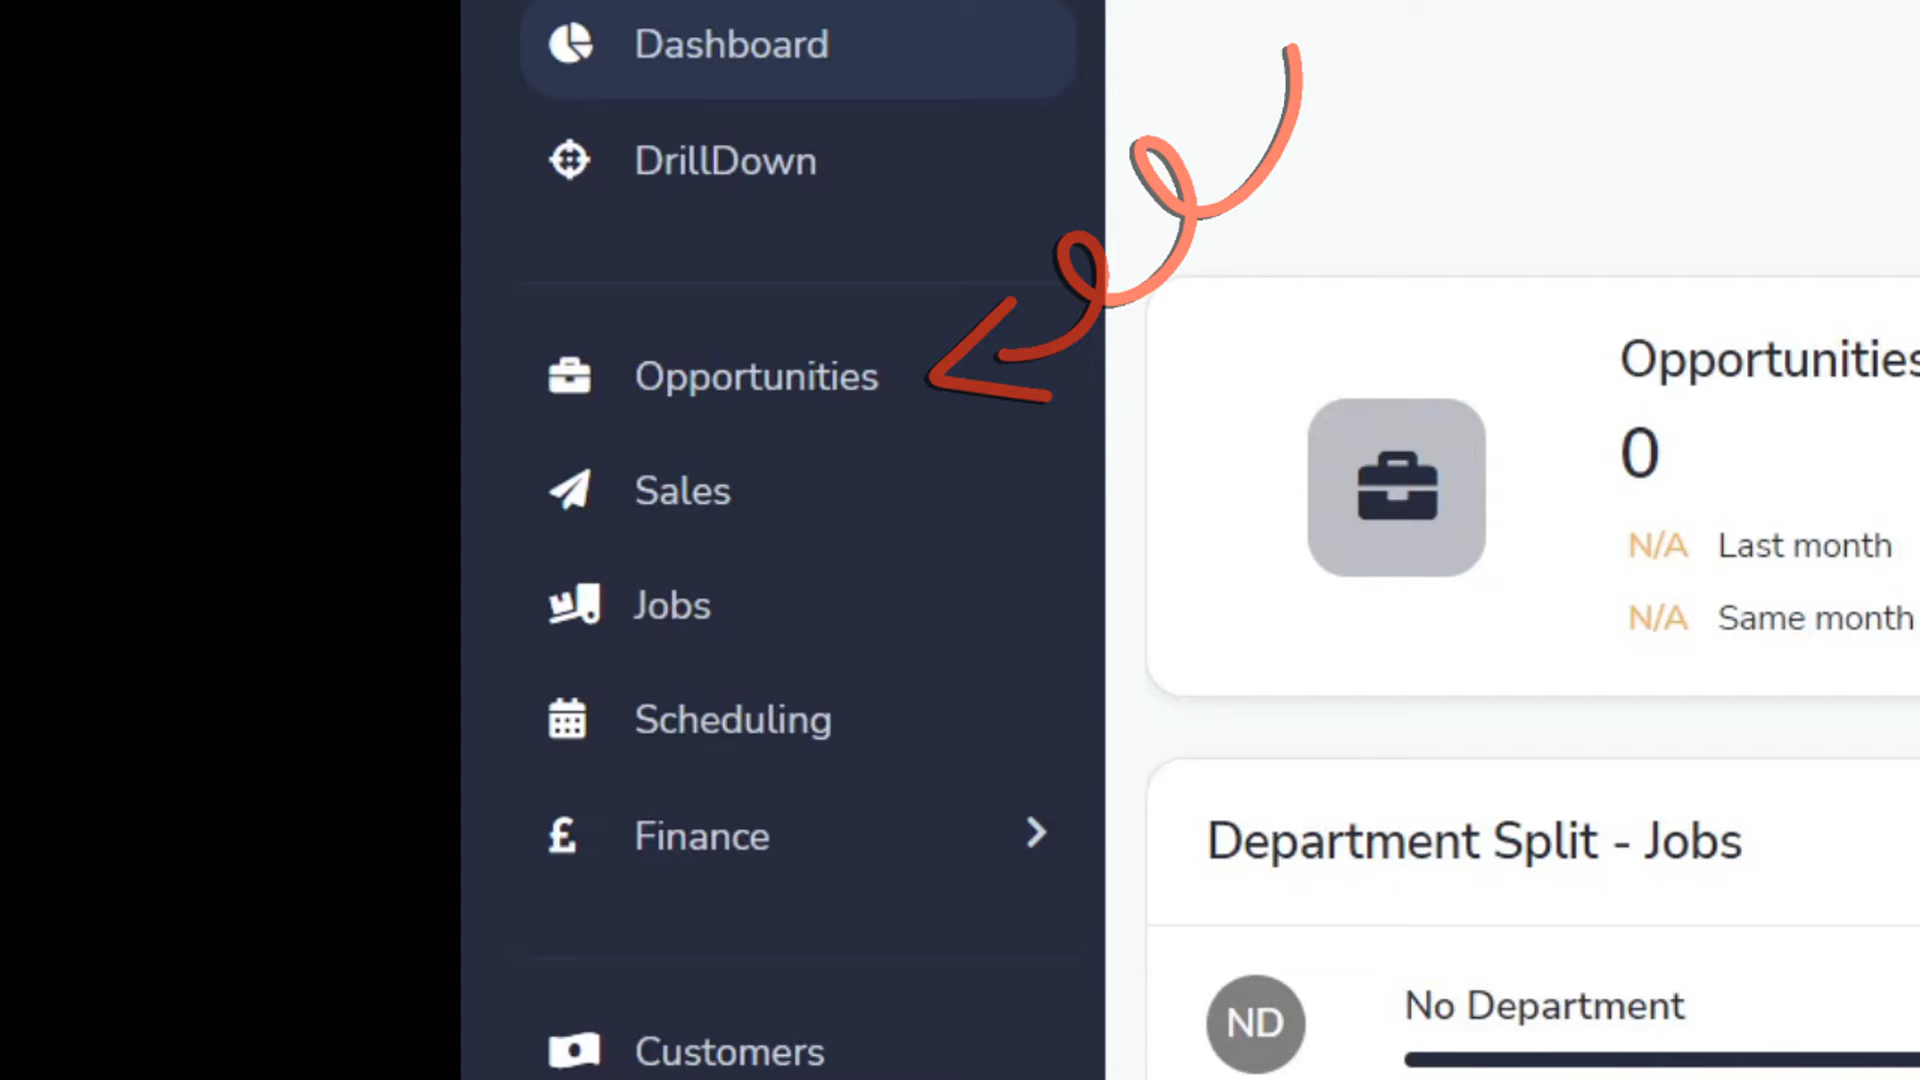 Dashboard
DrillDown
Opportunities
Sales
Jobs
Scheduling
£ Finance
Customers
Opportunities
0
N/A Last month
N/A Same month
Department Split - Jobs
ND No Department